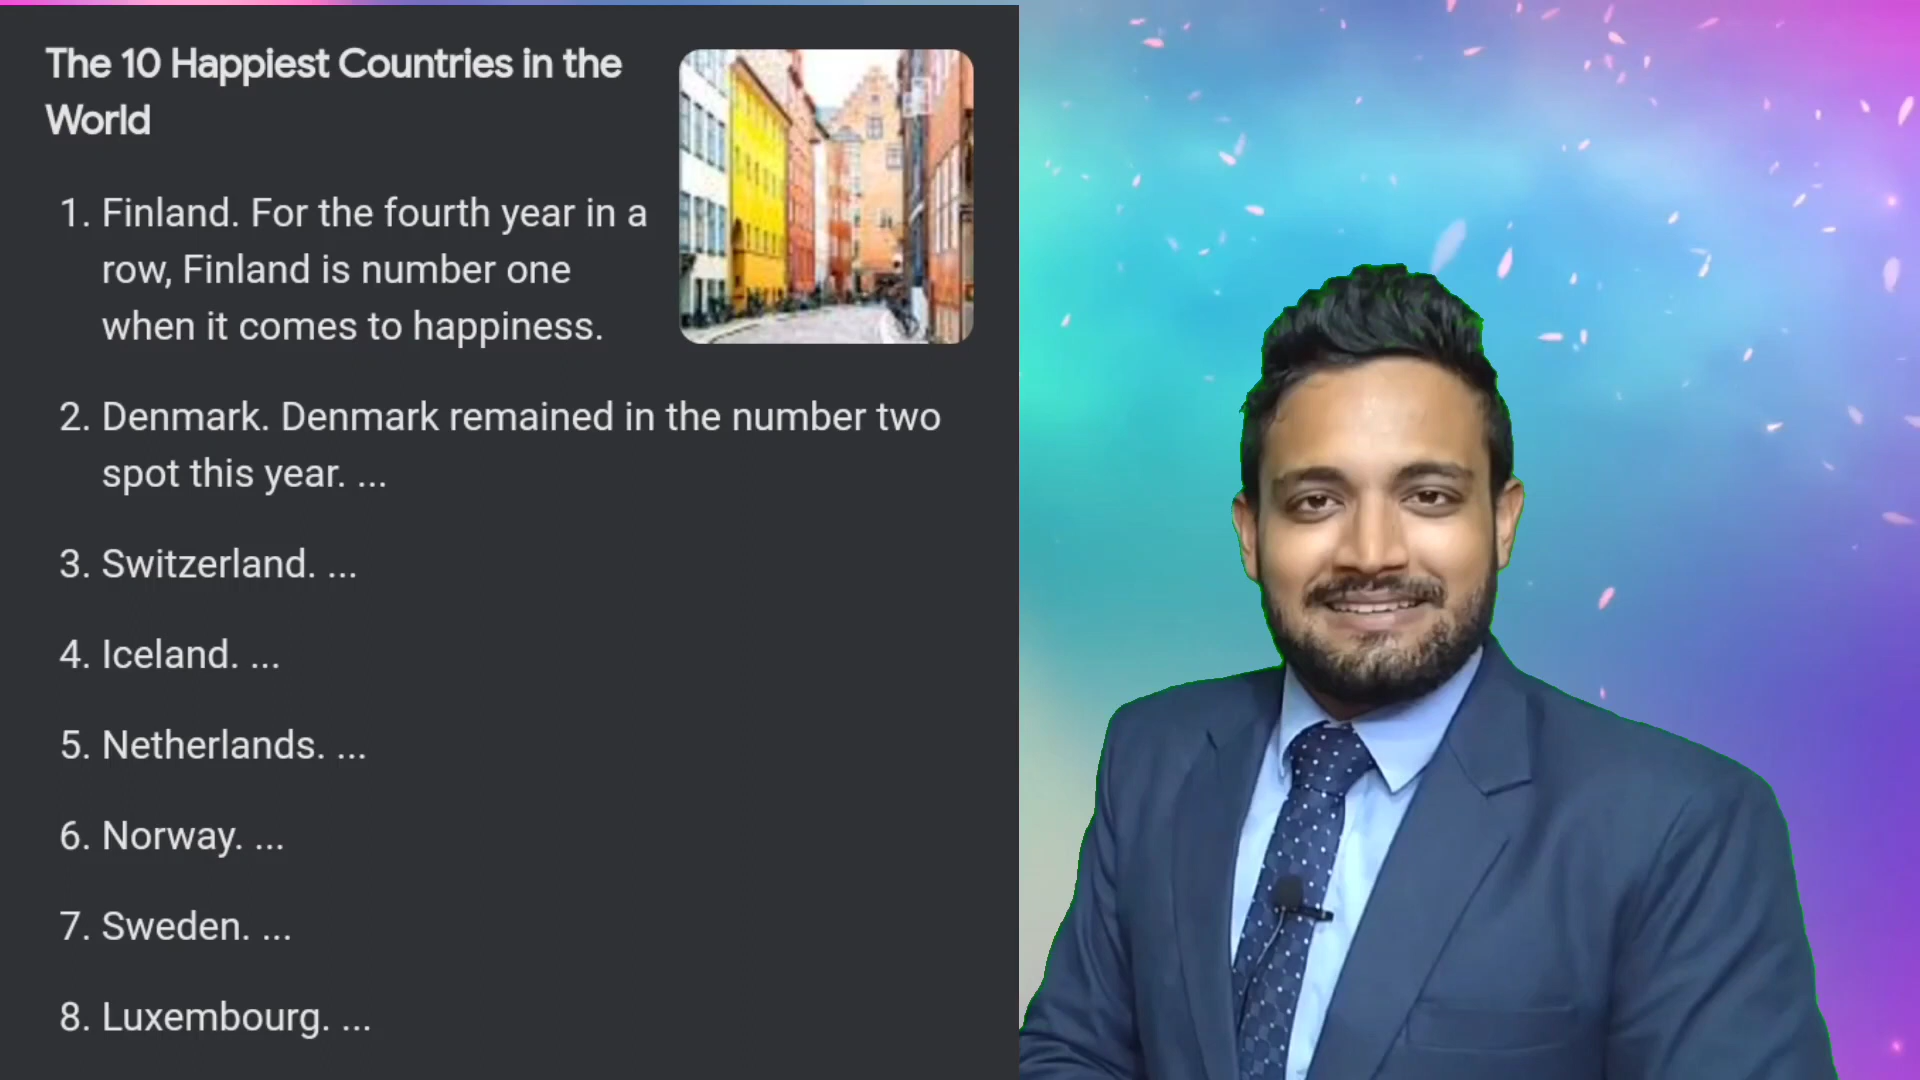 The 10 Happiest Countries in the
World
1. Finland. For the fourth year in a
row, Finland is number one
when it comes to happiness.
2. Denmark. Denmark remained in the number two
spot this year. ...
3. Switzerland. ...
4. Iceland. ...
5. Netherlands. ...
6. Norway. ...
7. Sweden. ...
8. Luxembourg. ...